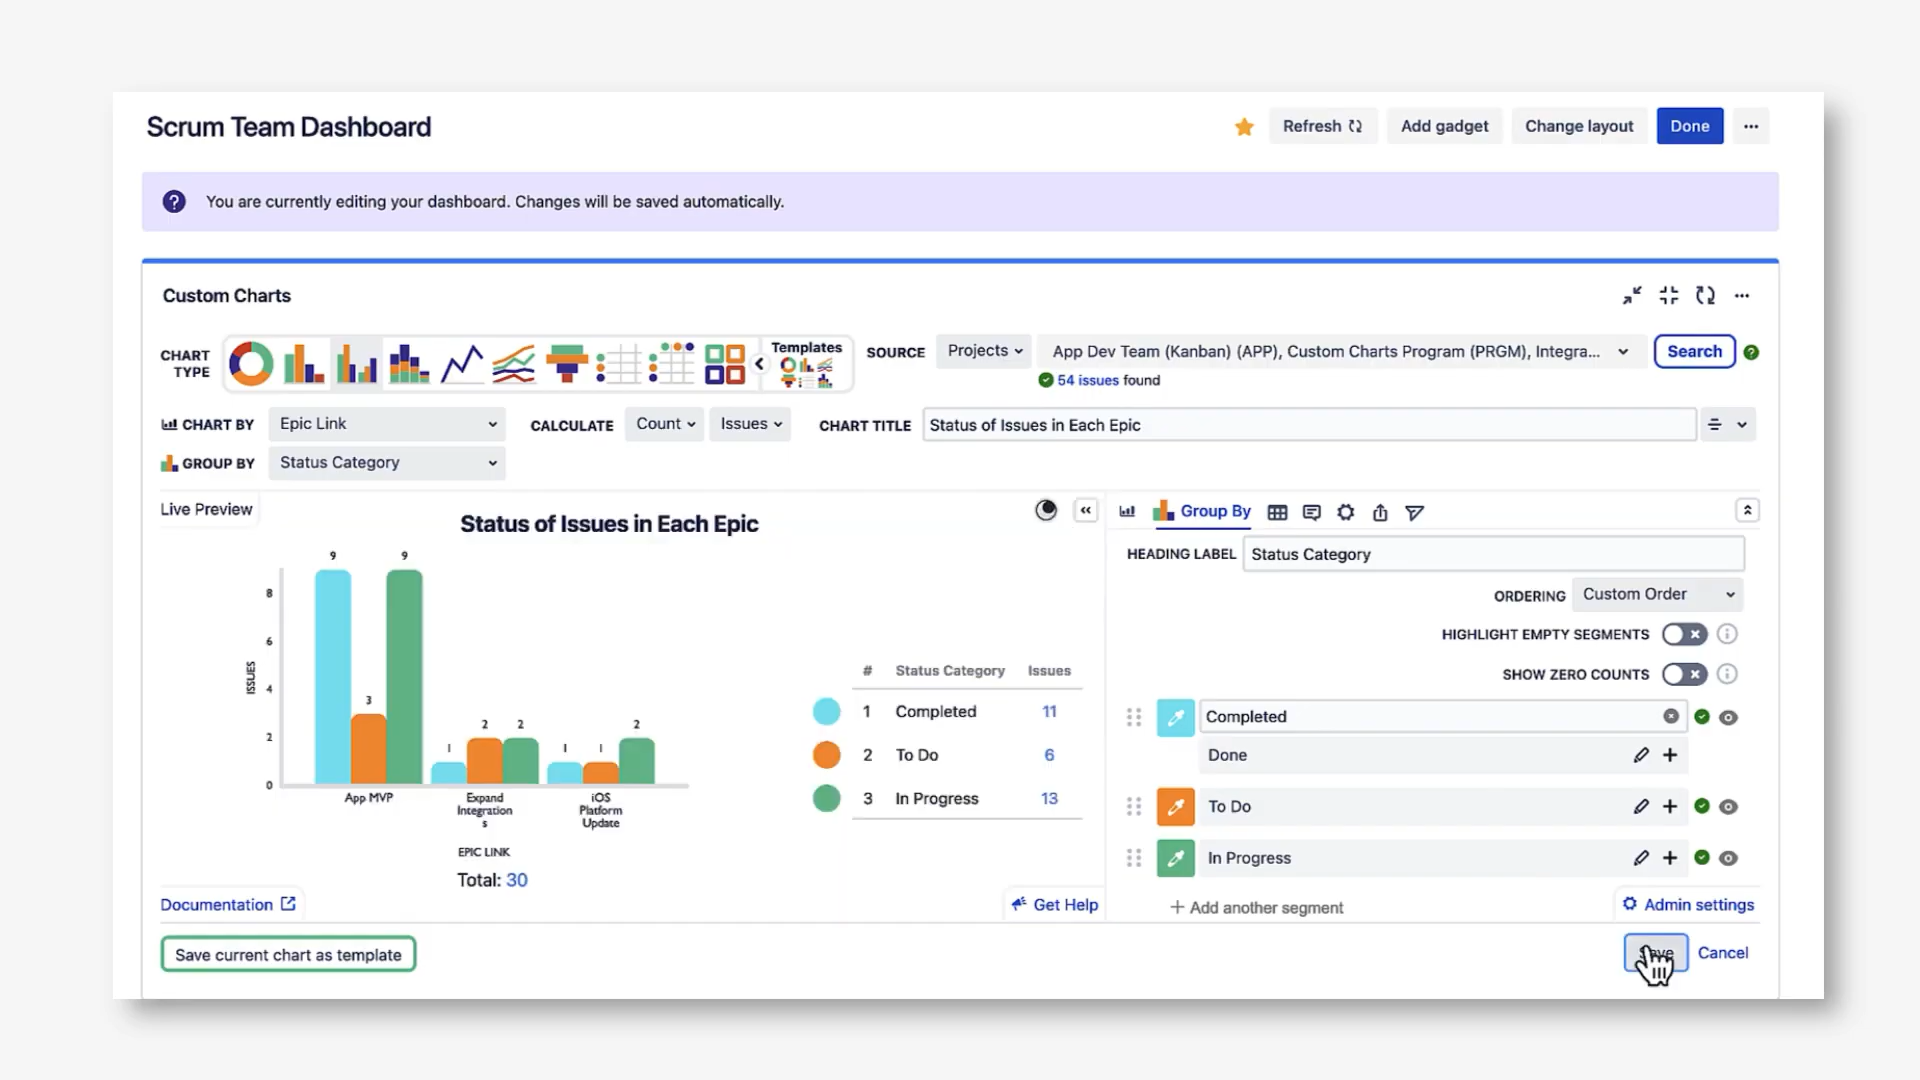 Scrum Team Dashboard
Refresh
Add gadget
Change layout
Done
You are currently editing your dashboard. Changes will be saved automatically.
Custom Charts
CHART TYPE
Templates
SOURCE
Projects
App Dev Team (Kanban) (APP), Custom Charts Program (PRGM), Integra...
Search
54 issues found
CHART BY
Epic Link
CALCULATE
Count
Issues
CHART TITLE
Status of Issues in Each Epic
GROUP BY
Status Category
Live Preview
Status of Issues in Each Epic
ISSUES
8
6
4
2
0
9
3
9
1
2
2
1
1
2
App MVP
Expand
Integration
s
iOS
Platform
Update
EPIC LINK
Total: 30
# Status Category Issues
1 Completed 11
2 To Do 6
3 In Progress 13
Documentation
Get Help
Group By
HEADING LABEL
Status Category
ORDERING
Custom Order
HIGHLIGHT EMPTY SEGMENTS
SHOW ZERO COUNTS
Completed
Done
To Do
In Progress
+ Add another segment
Admin settings
Save current chart as template
Cancel